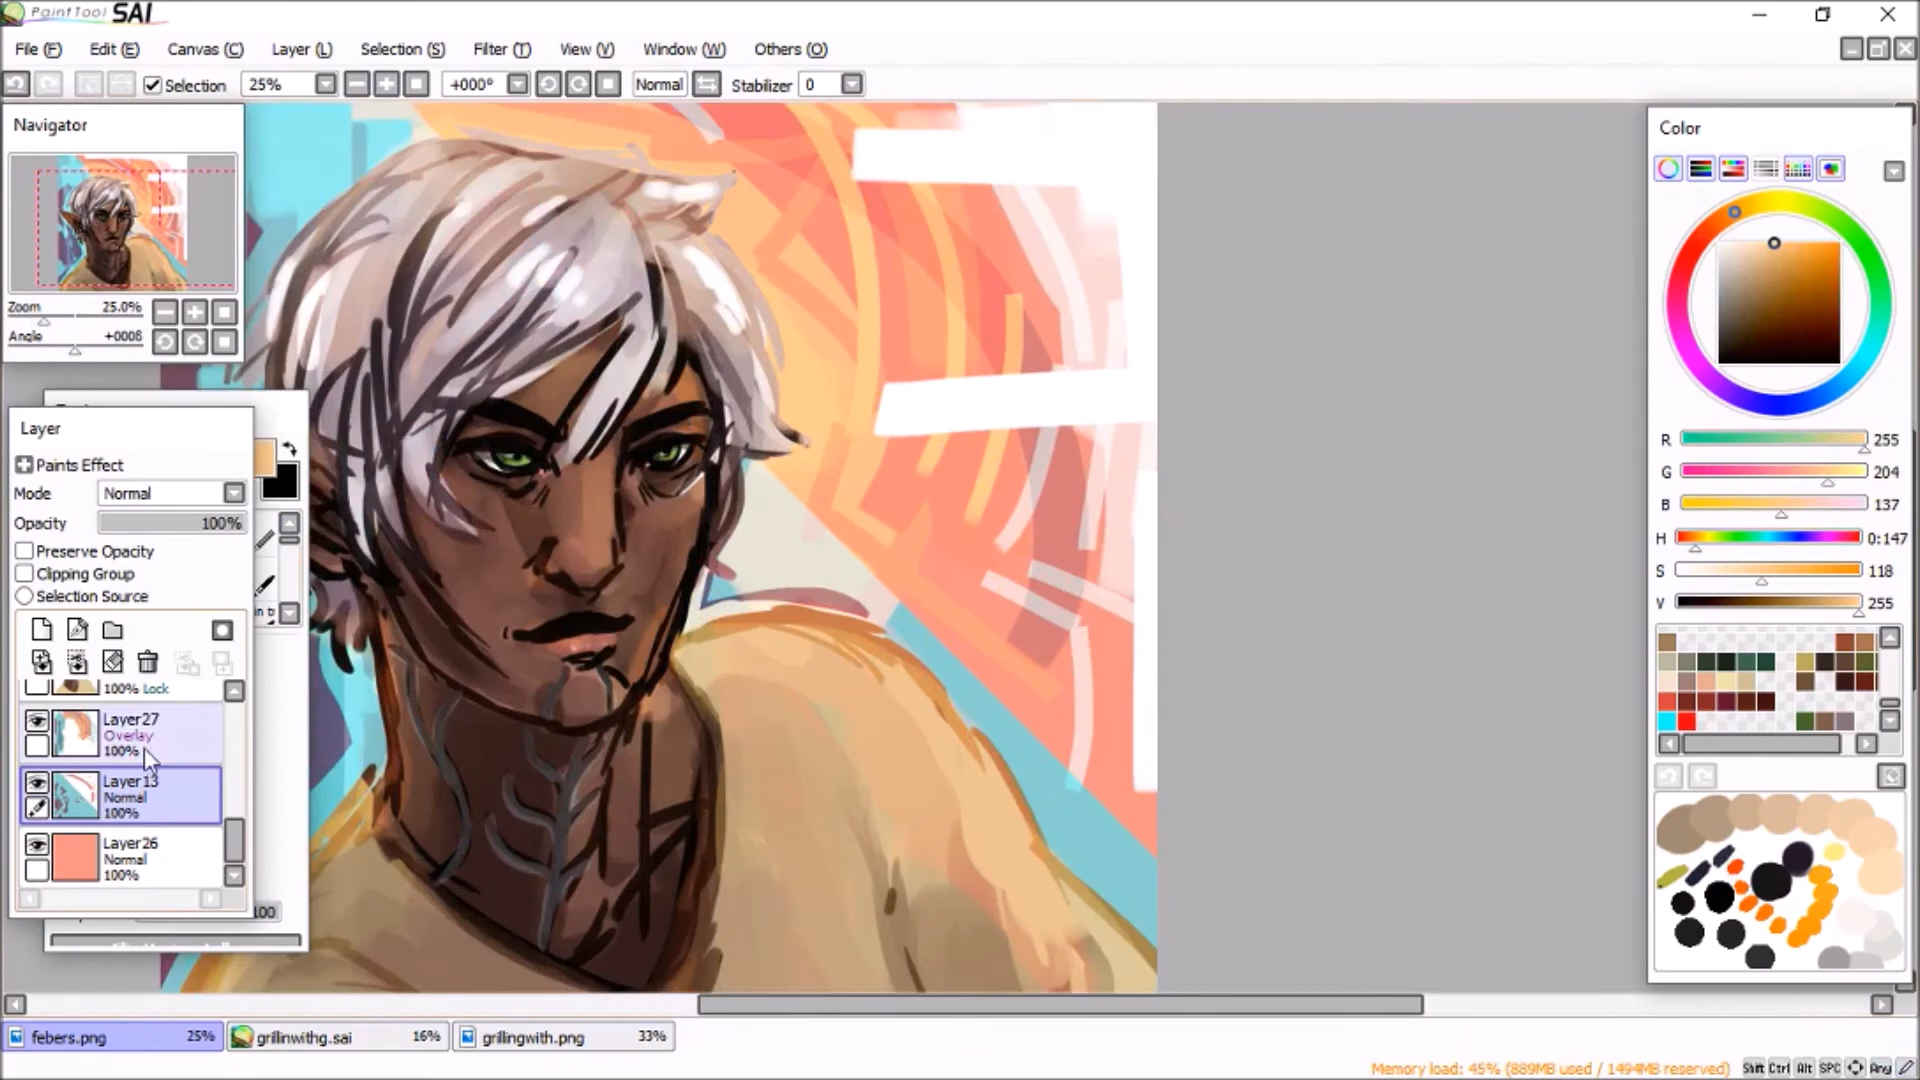 PaintTool SAI
File (F) Edit (E) Canvas (C) Layer (L) Selection (S) Filter (T) View (V) Window (W) Others (O)
Selection 25% +000° Normal Stabilizer 0
Navigator
Zoom 25.0%
Angle +000ß
Layer
Paints Effect
Mode Normal
Opacity 100%
Preserve Opacity
Clipping Group
Selection Source
100% Lock
Layer27
Overlay
100%
Layer13
Normal
100%
Layer26
Normal
100%
100
Color
R 255
G 204
B 137
H 0:147
S 118
V 255
febers.png 25% grillinwithg.sai 16% grillingwith.png 33%
Memory load: 45% (889MB used / 1494MB reserved) Shift Ctrl Alt SPC Any